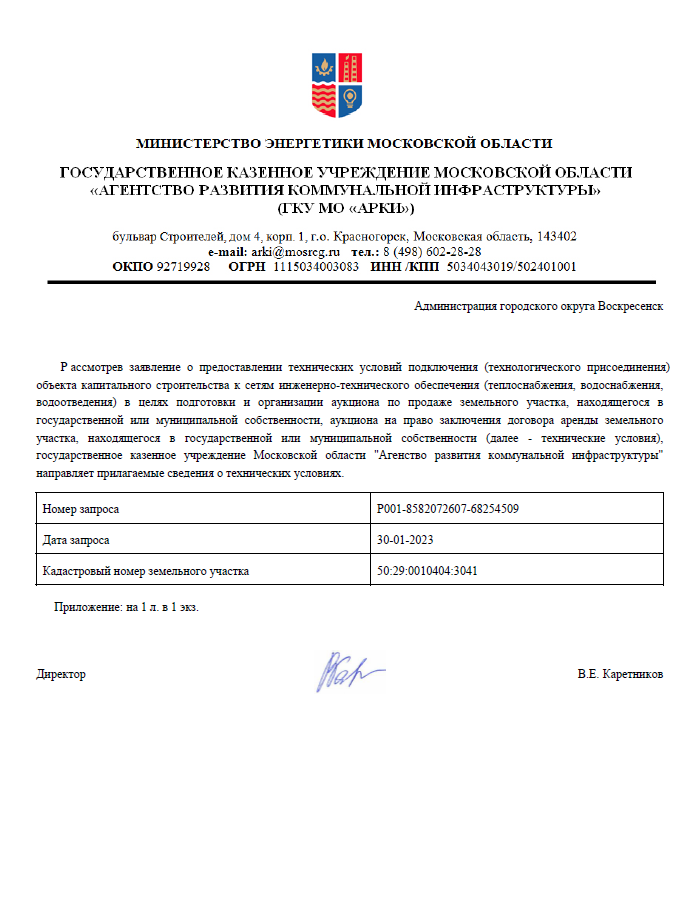 МИНИСТЕРСТВО ЭНЕРГЕТИКИ МОСКОВСКОЙ ОБЛАСТИ
ГОСУДАРСТВЕННОЕ КАЗЕННОЕ УЧРЕЖДЕНИЕ МОСКОВСКОЙ ОБЛАСТИ
«АГЕНТСТВО РАЗВИТИЯ КОММУНАЛЬНОЙ ИНФРАСТРУКТУРЫ»
(ГКУ МО «АРКИ»)
бульвар Строителей, дом 4, корп. 1, г.о. Красногорск, Московская область, 143402
e-mail: arki@mosreg.ru тел.: 8 (498) 602-28-28
ОКПО 92719928 ОГРН 1115034003083 ИНН /КПП 5034043019/502401001
Администрация городского округа Воскресенск
Рассмотрев заявление о предоставлении технических условий подключения (технологического присоединения)
объекта капитального строительства к сетям инженерно-технического обеспечения (теплоснабжения, водоснабжения,
водоотведения) в целях подготовки и организации аукциона по продаже земельного участка, находящегося в
государственной или муниципальной собственности, аукциона на право заключения договора аренды земельного
участка, находящегося в государственной или муниципальной собственности (далее - технические условия),
государственное казенное учреждение Московской области "Агенство развития коммунальной инфраструктуры"
направляет прилагаемые сведения о технических условиях.
Номер запроса P001-8582072607-68254509
Дата запроса 30-01-2023
Кадастровый номер земельного участка 50:29:0010404:3041
Приложение: на 1 л. в 1 экз.
Директор В.Е. Каретников